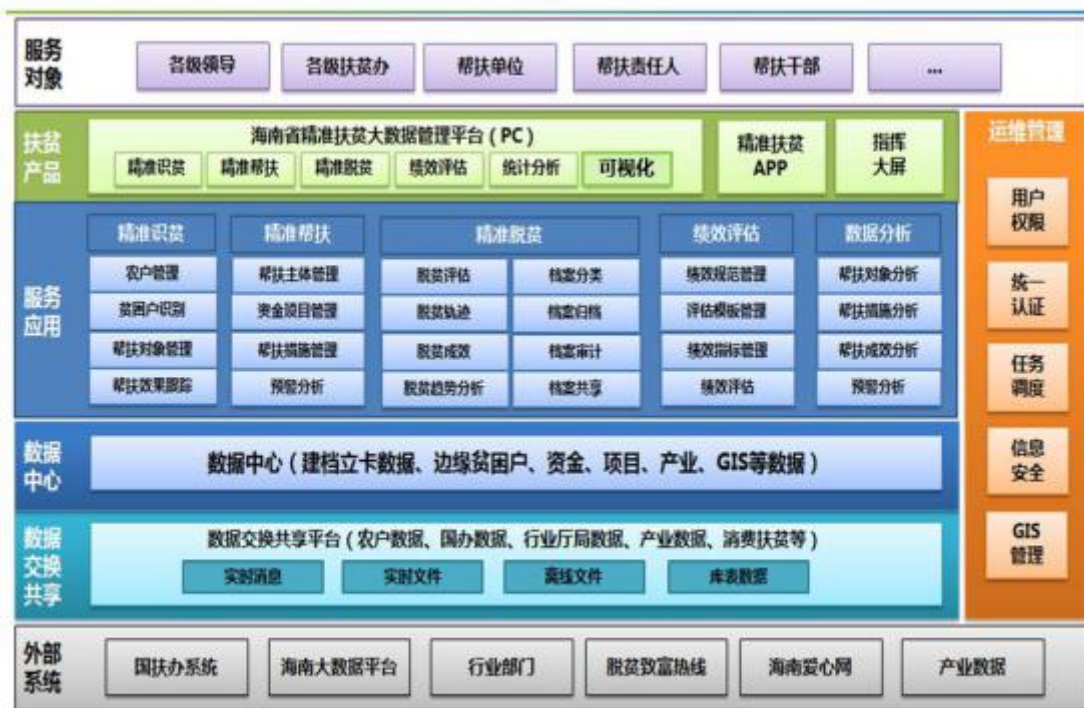 服务
对象
各级领导
各级扶贫办
帮扶单位
帮扶责任人
帮扶干部
...
扶贫
产品
海南省精准扶贫大数据管理平台(PC)
精准识贫
精准帮扶
精准脱贫
绩效评估
统计分析
可视化
精准扶贫
APP
指挥
大屏
服务
应用
精准识贫
农户管理
贫困户识别
帮扶对象管理
帮扶效果跟踪
精准帮扶
帮扶主体管理
资金项目管理
帮扶措施管理
预警分析
精准脱贫
脱贫评估
脱贫轨迹
脱贫成效
脱贫趋势分析
档案分类
档案归档
档案审计
档案共享
绩效评估
绩效规范管理
评估模板管理
绩效指标管理
绩效评估
数据分析
帮扶对象分析
帮扶措施分析
帮扶成效分析
预警分析
数据
中心
数据中心(建档立卡数据、边缘贫困户、资金、项目、产业、GIS等数据)
数据
交换
共享
数据交换共享平台(农户数据、国办数据、行业厅局数据、产业数据、消费扶贫等)
实时消息
实时文件
离线文件
库表数据
运维管理
用户
权限
统一
认证
任务
调度
信息
安全
GIS
管理
外部
系统
国扶办系统
海南大数据平台
行业部门
脱贫致富热线
海南爱心网
产业数据